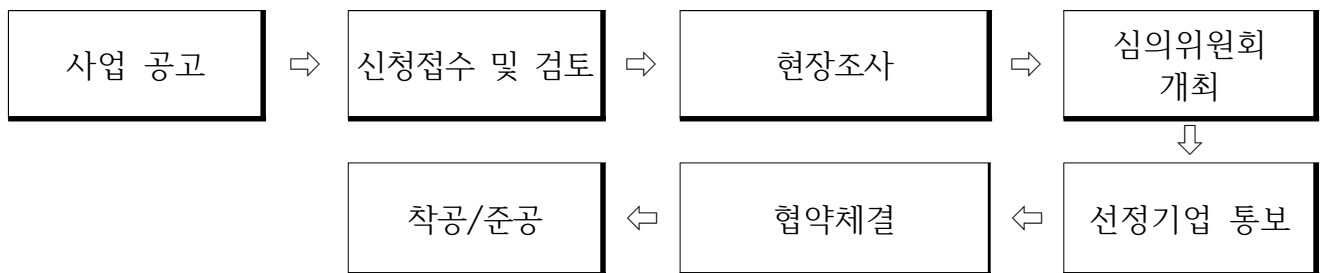 사업 공고
신청접수 및 검토
현장조사
심의위원회
개최
선정기업 통보
협약체결
착공/준공